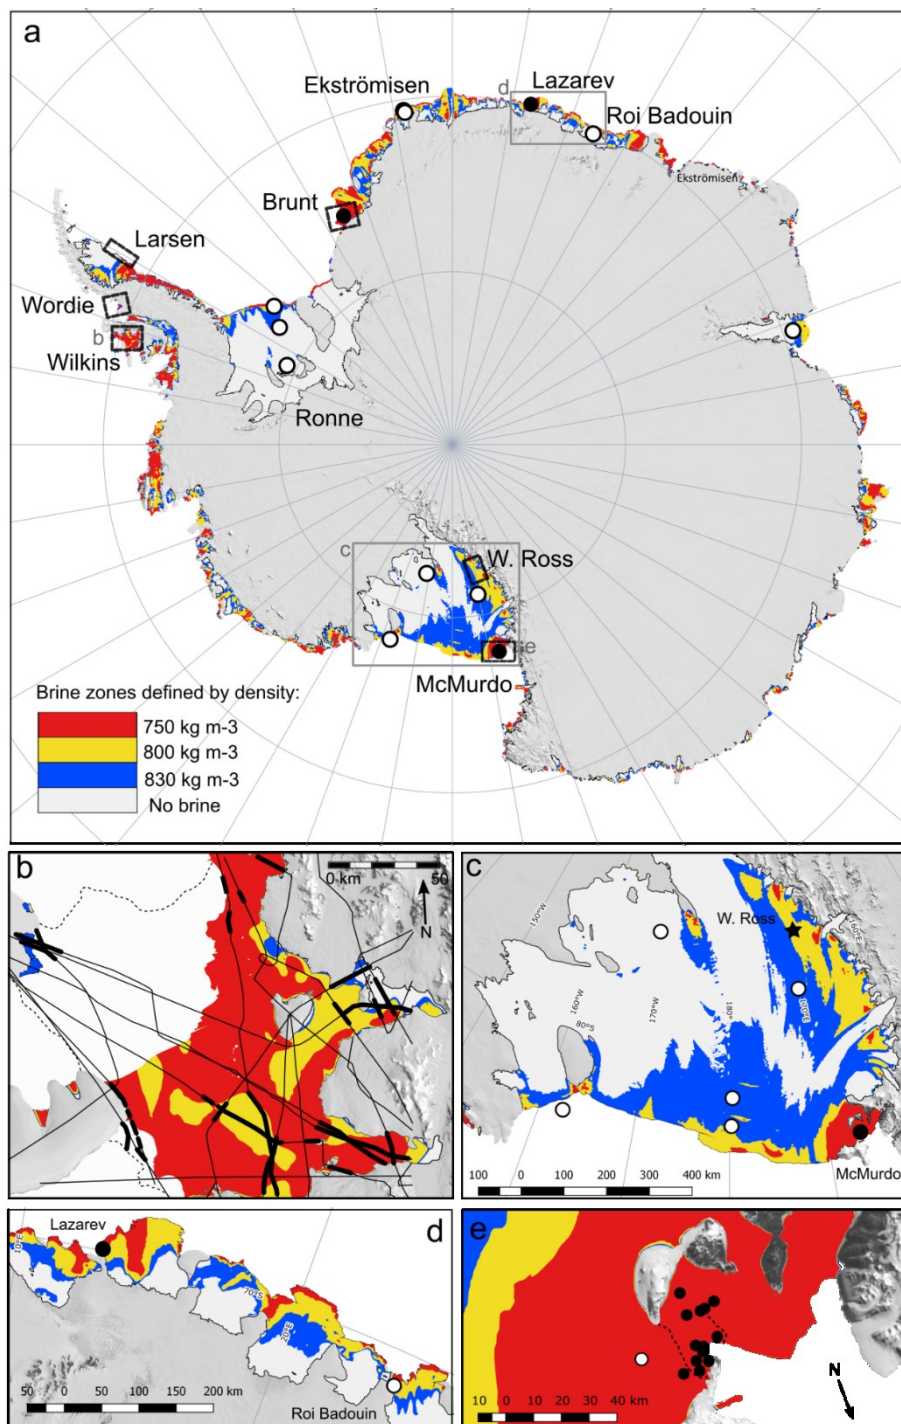 a
Ekströmisen
d
Lazarev
Roi Badouin
Ekströmisen
Brunt
Larsen
Wordie
b
Wilkins
Ronne
c
W. Ross
e
McMurdo
Brine zones defined by density:
750 kg m-3
800 kg m-3
830 kg m-3
No brine
b
0 km 50
N
c
W. Ross
150°W
160°E
160°W
170°W
180°
80°S
100 0 100 200 300 400 km
McMurdo
d
Lazarev
10°E
70°S
20°E
50 0 50 100 150 200 km
Roi Badouin
e
N
10 0 10 20 30 40 km